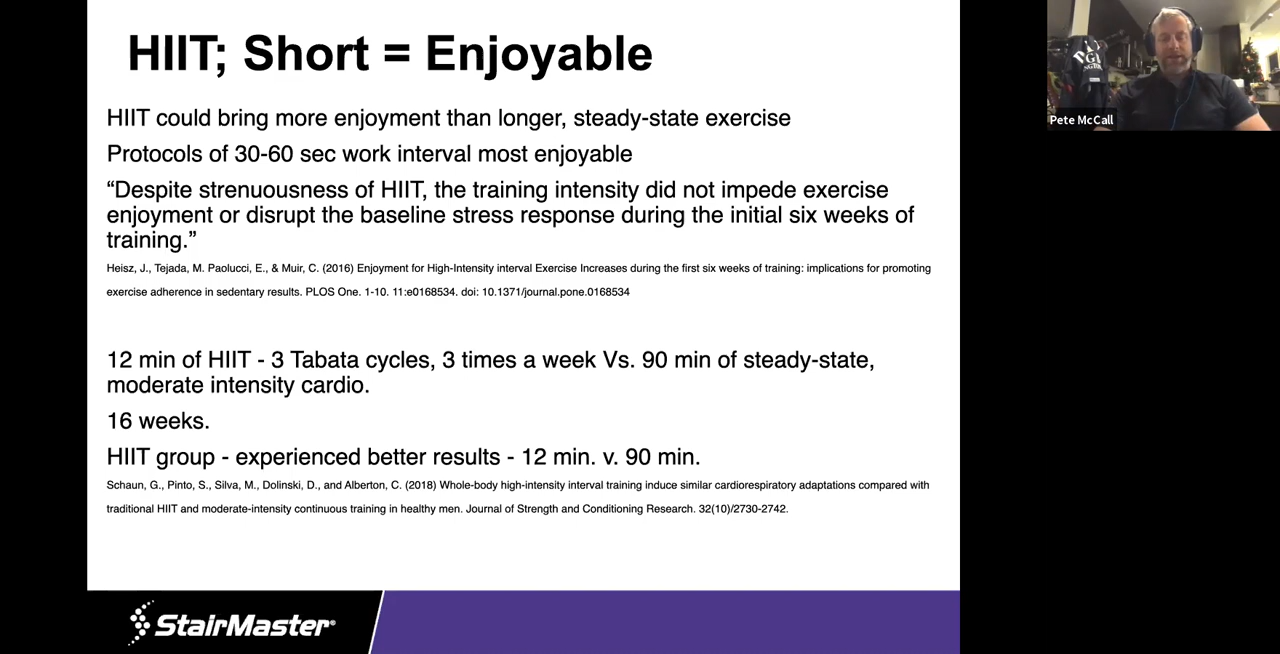 HIIT; Short = Enjoyable
Pete McCall
HIIT could bring more enjoyment than longer, steady-state exercise
Protocols of 30-60 sec work interval most enjoyable
“Despite strenuousness of HIIT, the training intensity did not impede exercise
enjoyment or disrupt the baseline stress response during the initial six weeks of
training.”
Heisz, J., Tejada, M. Paolucci, E., & Muir, C. (2016) Enjoyment for High-Intensity interval Exercise Increases during the first six weeks of training: implications for promoting
exercise adherence in sedentary results. PLOS One. 1-10. 11:e0168534. doi: 10.1371/journal.pone.0168534
12 min of HIIT - 3 Tabata cycles, 3 times a week Vs. 90 min of steady-state,
moderate intensity cardio.
16 weeks.
HIIT group - experienced better results - 12 min. v. 90 min.
Schaun, G., Pinto, S., Silva, M., Dolinski, D., and Alberton, C. (2018) Whole-body high-intensity interval training induce similar cardiorespiratory adaptations compared with
traditional HIIT and moderate-intensity continuous training in healthy men. Journal of Strength and Conditioning Research. 32(10)/2730-2742.
StairMaster®